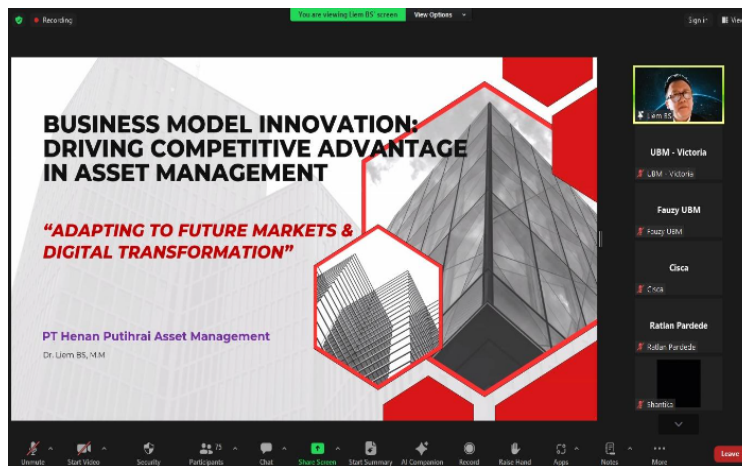 Recording
You are viewing Liem BS' screen
View Options
Sign in
View
BUSINESS MODEL INNOVATION:
DRIVING COMPETITIVE ADVANTAGE
IN ASSET MANAGEMENT
“ADAPTING TO FUTURE MARKETS &
DIGITAL TRANSFORMATION”
PT Henan Putihrai Asset Management
Dr. Liem BS, M.M
Liem BS
UBM - Victoria
UBM - Victoria
Fauzy UBM
Fauzy UBM
Cisca
Cisca
Ratlan Pardede
Ratlan Pardede
Shantika
Unmute
Start Video
Security
Participants
75
Chat
Share Screen
Start Summary
AI Companion
Record
Raise Hand
Apps
Notes
More
Leave